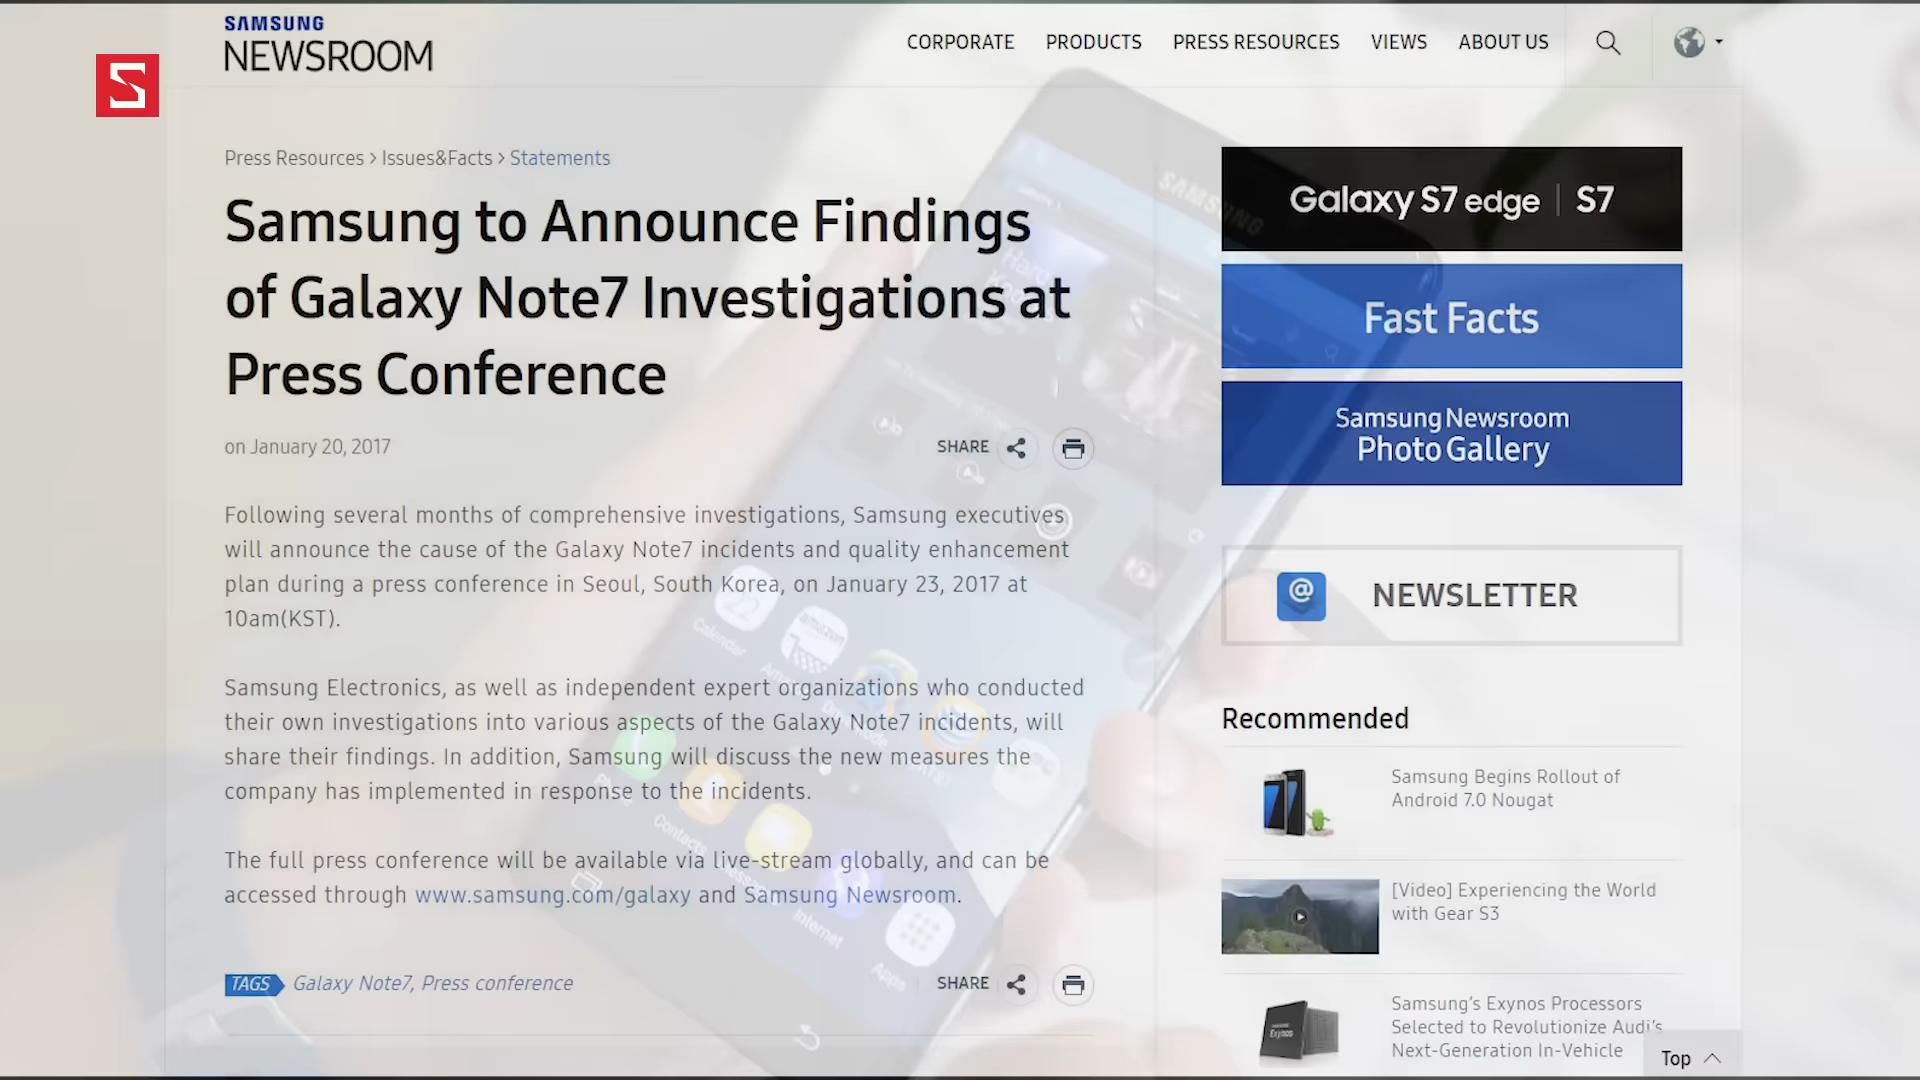 SAMSUNG
NEWSROOM
CORPORATE PRODUCTS PRESS RESOURCES VIEWS ABOUT US
S
Press Resources > Issues&Facts > Statements
Samsung to Announce Findings
of Galaxy Note7 Investigations at
Press Conference
on January 20, 2017
SHARE
Following several months of comprehensive investigations, Samsung executives
will announce the cause of the Galaxy Note7 incidents and quality enhancement
plan during a press conference in Seoul, South Korea, on January 23, 2017 at
10am(KST).
Samsung Electronics, as well as independent expert organizations who conducted
their own investigations into various aspects of the Galaxy Note7 incidents, will
share their findings. In addition, Samsung will discuss the new measures the
company has implemented in response to the incidents.
The full press conference will be available via live-stream globally, and can be
accessed through www.samsung.com/galaxy and Samsung Newsroom.
TAGS Galaxy Note7, Press conference
SHARE
Galaxy S7 edge | S7
Fast Facts
Samsung Newsroom
Photo Gallery
@ NEWSLETTER
Recommended
Samsung Begins Rollout of
Android 7.0 Nougat
[Video] Experiencing the World
with Gear S3
Samsung's Exynos Processors
Selected to Revolutionize Audi's
Next-Generation In-Vehicle
Exynos
Top
SAMSUNG
22
Calendar
amazon
Phone
Contacts
Internet
Apps